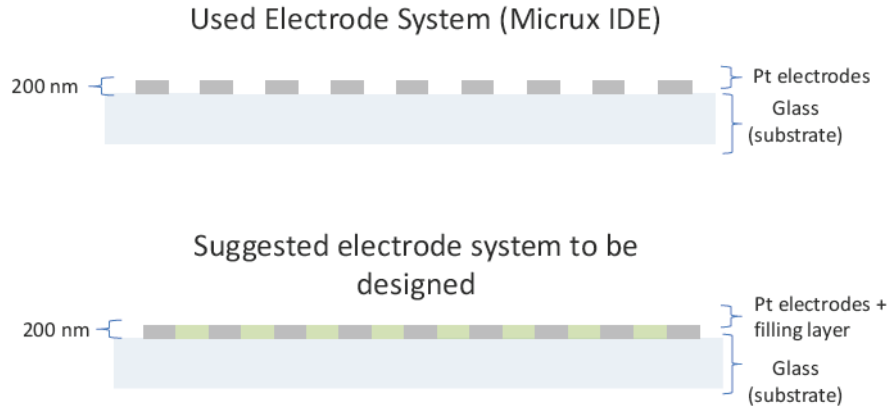 Used Electrode System (Micrux IDE)
200 nm
Pt electrodes
Glass
(substrate)
Suggested electrode system to be
designed
200 nm
Pt electrodes +
filling layer
Glass
(substrate)